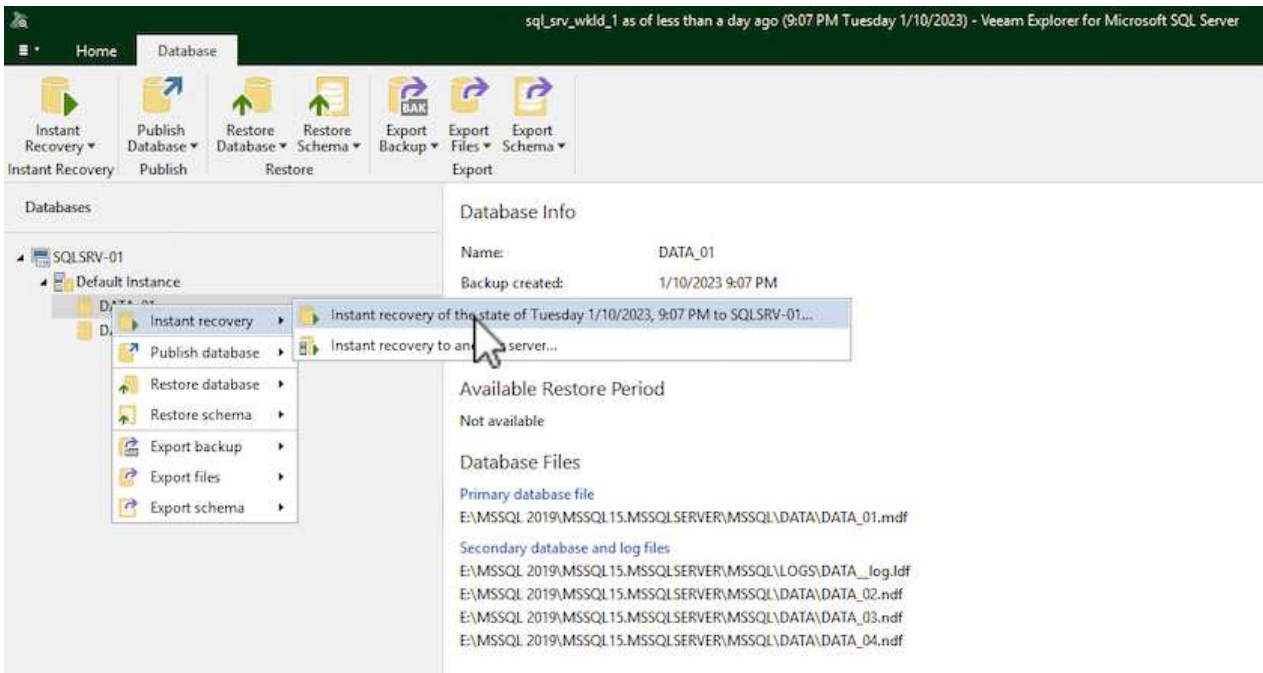 sql_srv_wkld_1 as of less than a day ago (9:07 PM Tuesday 1/10/2023) - Veeam Explorer for Microsoft SQL Server
Home Database
BAK
Instant Publish Restore Restore Export Export Export
Recovery Database Database Schema Backup Files Schema
Instant Recovery Publish Restore Export
Databases
Database Info
SQLSRV-01
Name: DATA_01
Default Instance
Backup created: 1/10/2023 9:07 PM
Instant recovery
Instant recovery of the state of Tuesday 1/10/2023, 9:07 PM to SQLSRV-01...
Publish database
Instant recovery to server...
Restore database
Available Restore Period
Restore schema
Not available
Export backup
Database Files
Export files
Primary database file
Export schema
E:\MSSQL 2019\MSSQL15.MSSQLSERVER\MSSQL\DATA\DATA_01.mdf
Secondary database and log files
E:\MSSQL 2019\MSSQL15.MSSQLSERVER\MSSQL\LOGS\DATA__log.ldf
E:\MSSQL 2019\MSSQL15.MSSQLSERVER\MSSQL\DATA\DATA_02.ndf
E:\MSSQL 2019\MSSQL15.MSSQLSERVER\MSSQL\DATA\DATA_03.ndf
E:\MSSQL 2019\MSSQL15.MSSQLSERVER\MSSQL\DATA\DATA_04.ndf